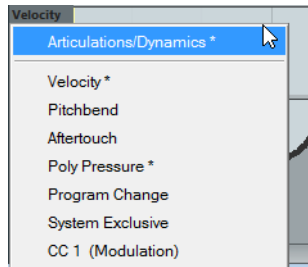 Velocity
Articulations/Dynamics *
Velocity *
Pitchbend
Aftertouch
Poly Pressure *
Program Change
System Exclusive
CC 1 (Modulation)